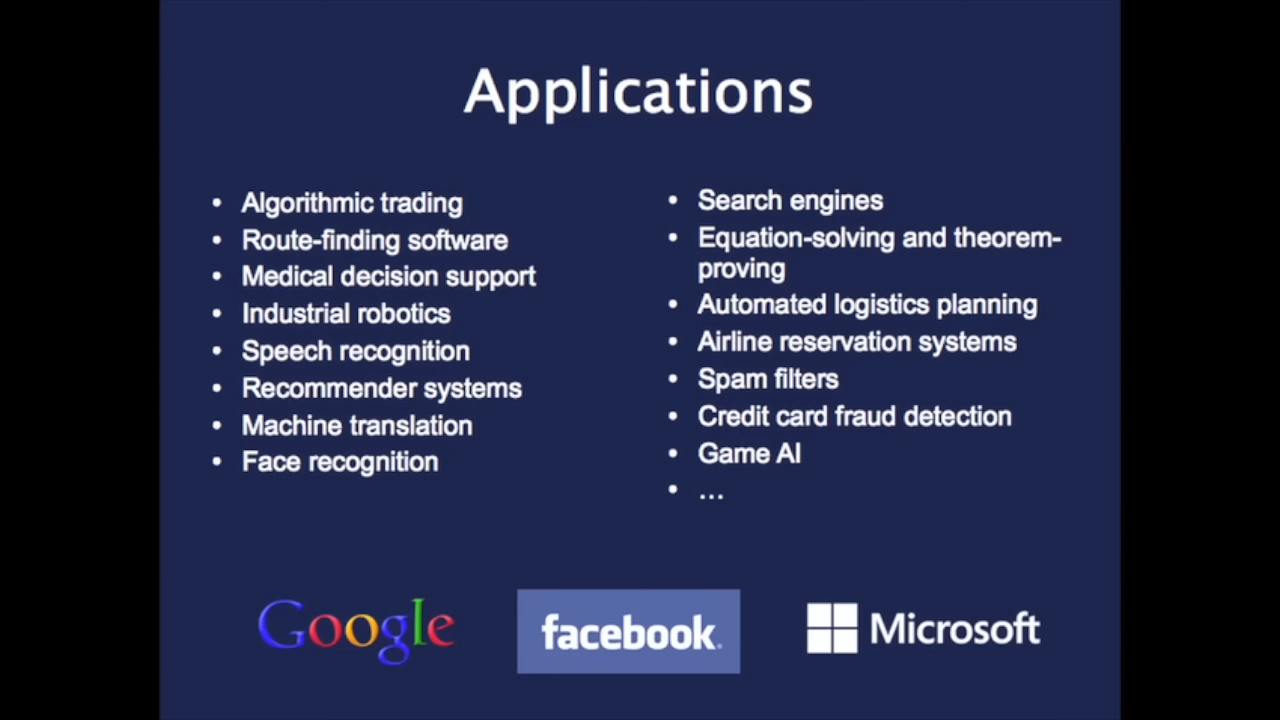 Applications
• Algorithmic trading
• Route-finding software
• Medical decision support
• Industrial robotics
• Speech recognition
• Recommender systems
• Machine translation
• Face recognition
• Search engines
• Equation-solving and theorem-
proving
• Automated logistics planning
• Airline reservation systems
• Spam filters
• Credit card fraud detection
• Game AI
• ...
Google
facebook.
Microsoft